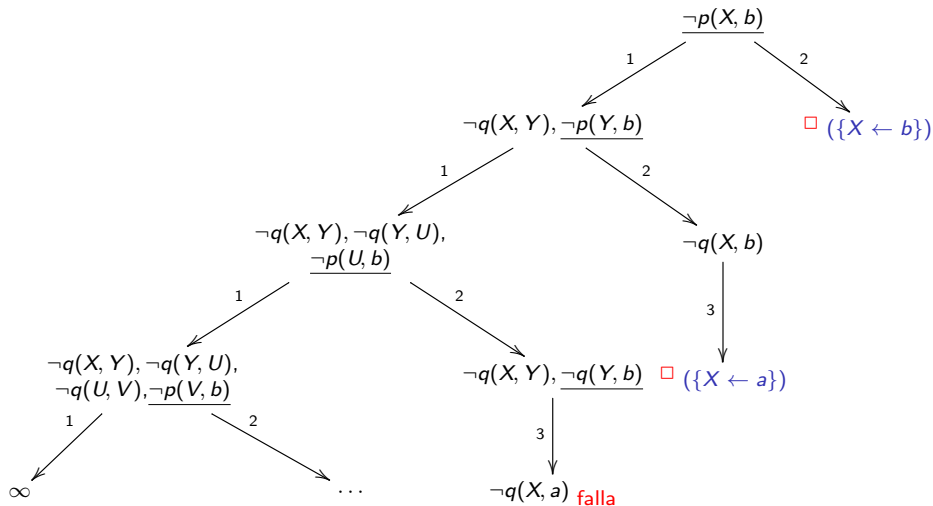 ¬p(X, b)
1 2
¬q(X, Y), ¬p(Y, b) □ ({X ← b})
1 2
¬q(X, Y), ¬q(Y, U),
¬p(U, b)
¬q(X, b)
1 2 3
¬q(X, Y), ¬q(Y, U),
¬q(U, V), ¬p(V, b)
¬q(X, Y), ¬q(Y, b) □ ({X ← a})
1 2 3
∞ ··· ¬q(X, a) falla